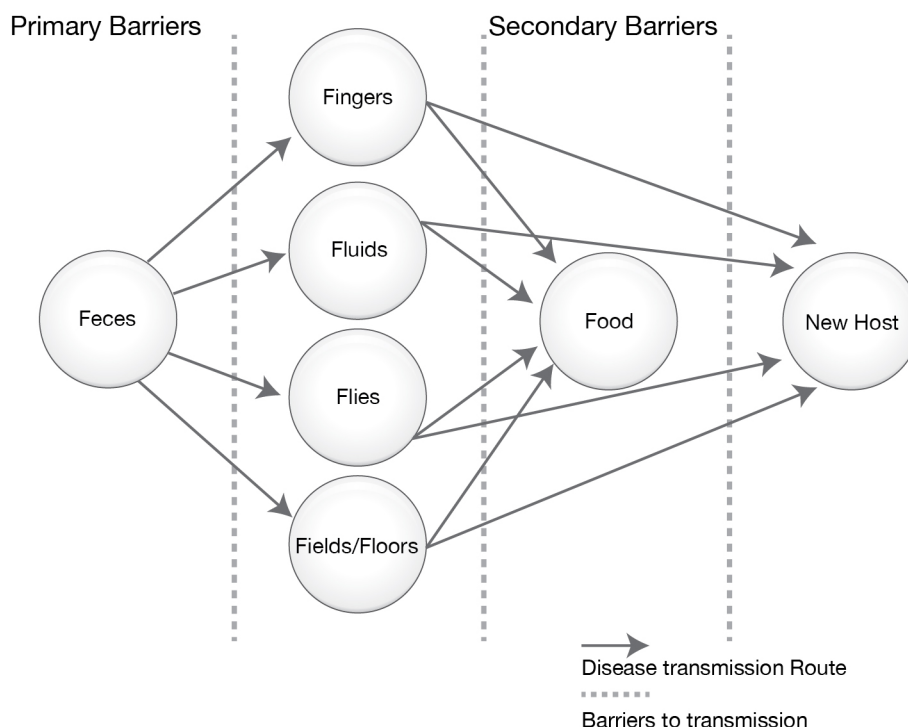 Primary Barriers
Secondary Barriers
Fingers
Fluids
Feces
Food
New Host
Flies
Fields/Floors
Disease transmission Route
Barriers to transmission